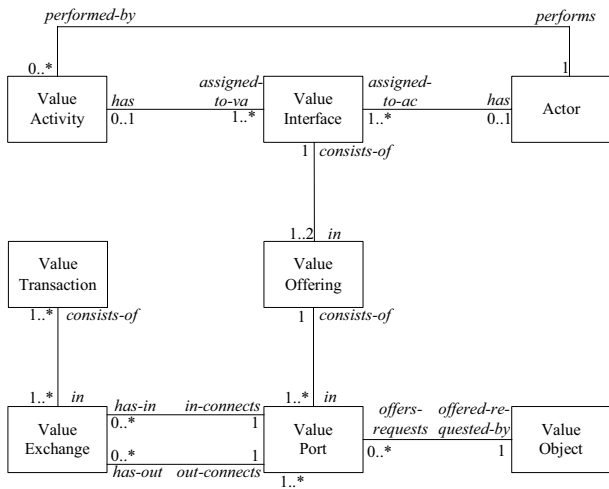 performed-by performs
0..* 1
Value Activity
has assigned-to-va
0..1 1..*
Value Interface
assigned-to-ac has
1..* 0..1
Actor
1 consists-of
1..2 in
Value Transaction
Value Offering
1..* consists-of
1 consists-of
1..* in
1..* in
Value Exchange
has-in in-connects
0..* 1
0..* 1
has-out out-connects
Value Port
1..*
offers-requests offered-re-quested-by
0..* 1
Value Object